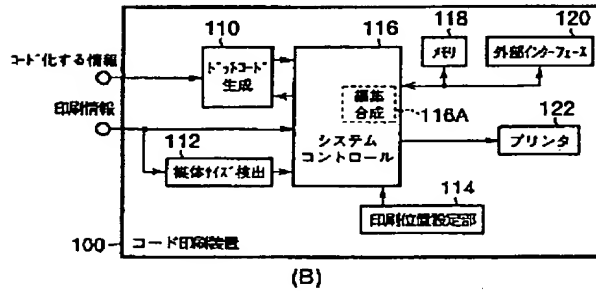 110
116
118
120
コード化する情報
ドットコード
生成
メモリ
外部インターフェース
印刷情報
編集
合成
116A
122
112
システム
コントロール
プリンタ
媒体サイズ検出
114
印刷位置設定部
100
コード印刷装置
(B)